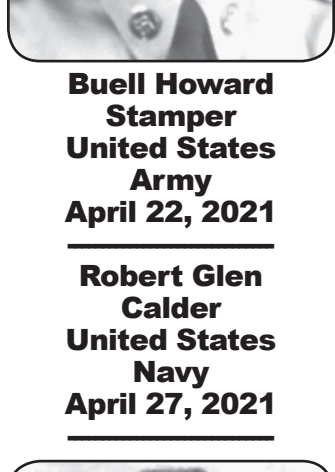 Buell Howard
Stamper
United States
Army
April 22, 2021
Robert Glen
Calder
United States
Navy
April 27, 2021